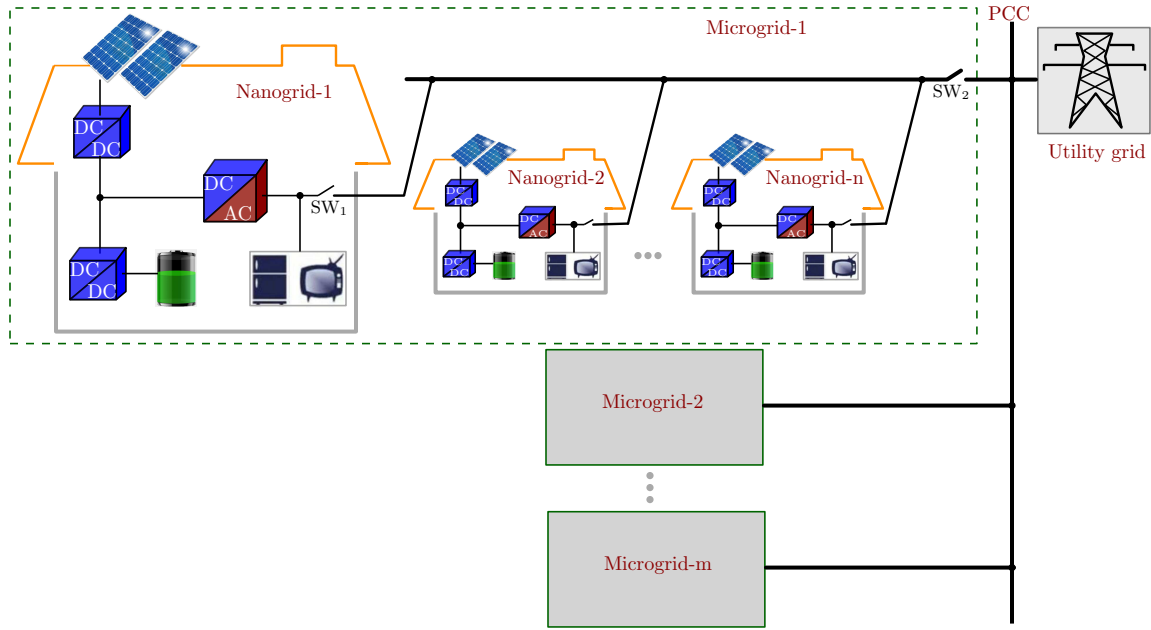 Microgrid-1
PCC
Nanogrid-1
SW₂
DC
DC
Utility grid
Nanogrid-2
Nanogrid-n
DC
AC
SW₁
DC
DC
DC
DC
DC
AC
DC
DC
DC
DC
DC
AC
DC
DC
Microgrid-2
Microgrid-m